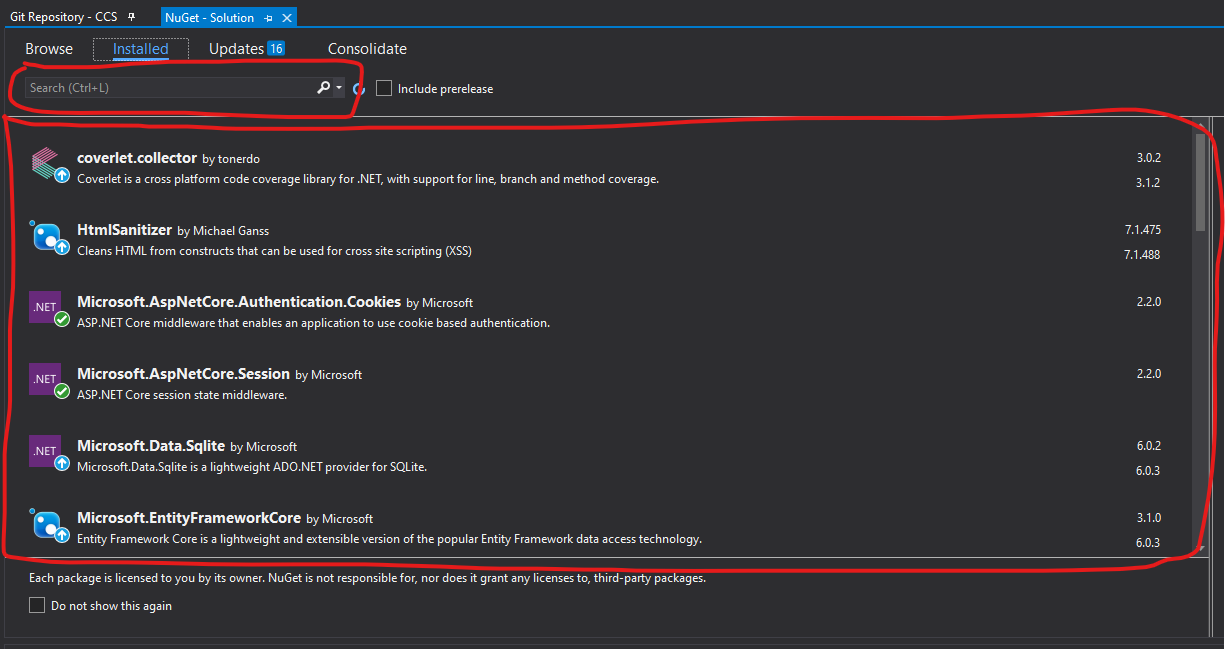 Git Repository - CCS NuGet - Solution
Browse Installed Updates 16 Consolidate
Search (Ctrl+L) Include prerelease
coverlet.collector by tonerdo 3.0.2
Coverlet is a cross platform code coverage library for .NET, with support for line, branch and method coverage. 3.1.2
HtmlSanitizer by Michael Ganss 7.1.475
Cleans HTML from constructs that can be used for cross site scripting (XSS) 7.1.488
.NET Microsoft.AspNetCore.Authentication.Cookies by Microsoft 2.2.0
ASP.NET Core middleware that enables an application to use cookie based authentication.
.NET Microsoft.AspNetCore.Session by Microsoft 2.2.0
ASP.NET Core session state middleware.
.NET Microsoft.Data.Sqlite by Microsoft 6.0.2
Microsoft.Data.Sqlite is a lightweight ADO.NET provider for SQLite. 6.0.3
Microsoft.EntityFrameworkCore by Microsoft 3.1.0
Entity Framework Core is a lightweight and extensible version of the popular Entity Framework data access technology. 6.0.3
Each package is licensed to you by its owner. NuGet is not responsible for, nor does it grant any licenses to, third-party packages.
Do not show this again